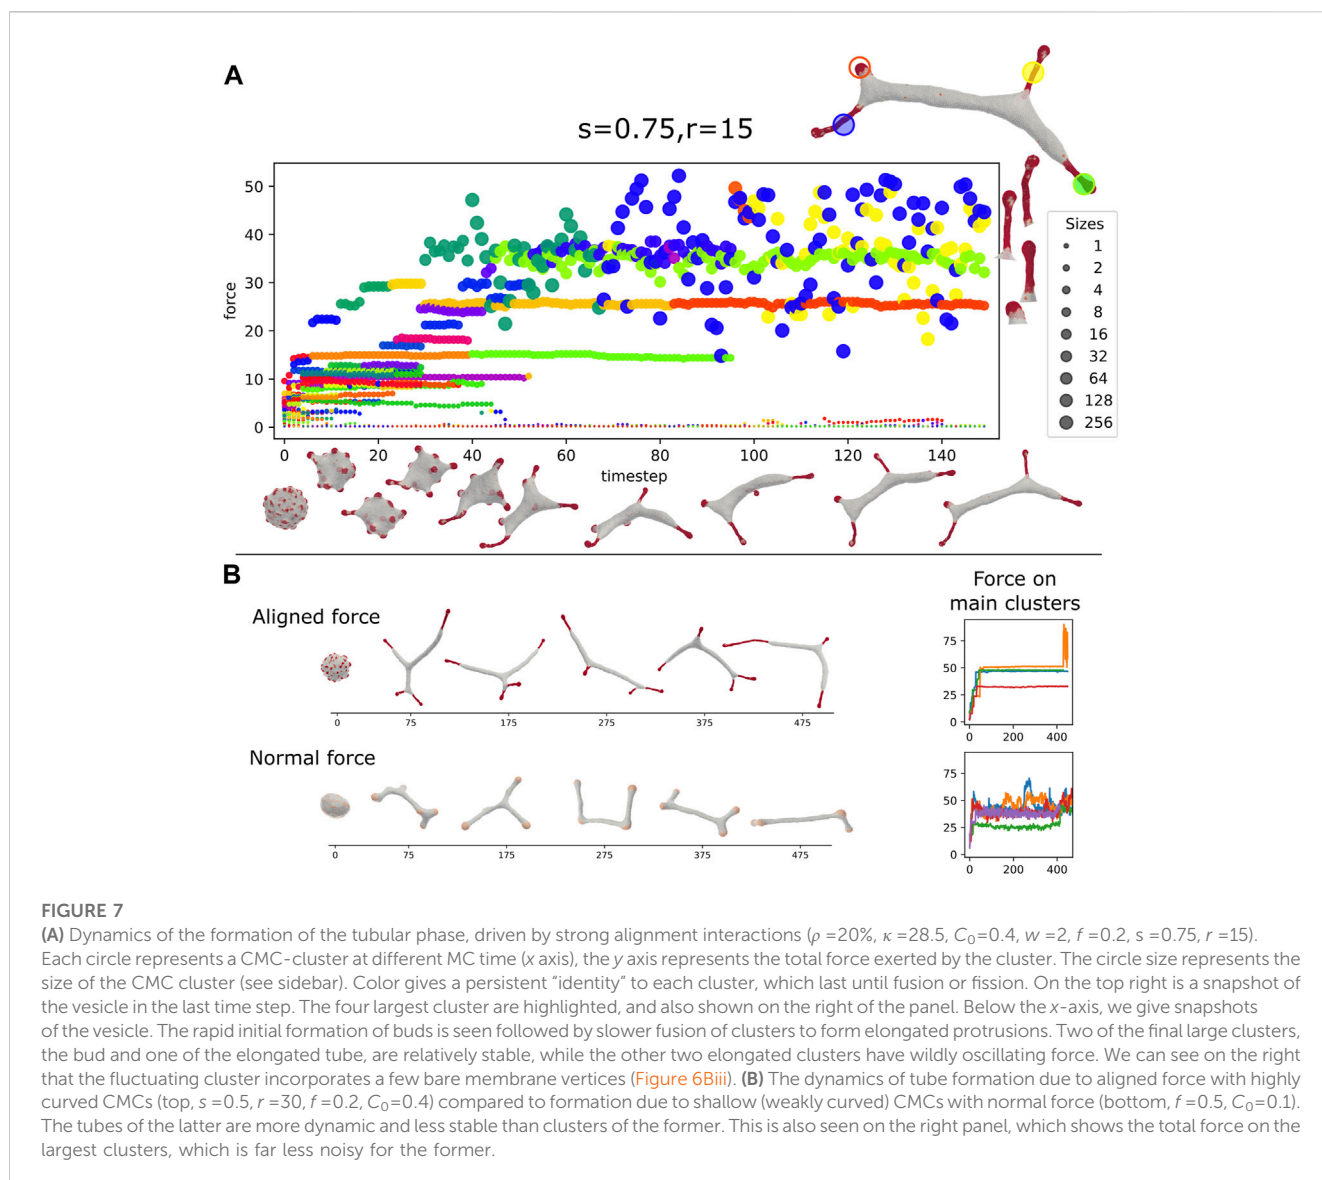 A
s=0.75,r=15
force
50
40
30
20
10
0
0 20 40 60 80 100 120 140
timestep
Sizes
1
2
4
8
16
32
64
128
256
B
Aligned force
0 75 175 275 375 475
Normal force
0 75 175 275 375 475
Force on
main clusters
75
50
25
0
0 200 400
75
50
25
0
0 200 400
FIGURE 7
(A) Dynamics of the formation of the tubular phase, driven by strong alignment interactions (ρ =20%, κ =28.5, C₀=0.4, w =2, f =0.2, s =0.75, r =15).
Each circle represents a CMC-cluster at different MC time (x axis), the y axis represents the total force exerted by the cluster. The circle size represents the
size of the CMC cluster (see sidebar). Color gives a persistent “identity” to each cluster, which last until fusion or fission. On the top right is a snapshot of
the vesicle in the last time step. The four largest cluster are highlighted, and also shown on the right of the panel. Below the x-axis, we give snapshots
of the vesicle. The rapid initial formation of buds is seen followed by slower fusion of clusters to form elongated protrusions. Two of the final large clusters,
the bud and one of the elongated tube, are relatively stable, while the other two elongated clusters have wildly oscillating force. We can see on the right
that the fluctuating cluster incorporates a few bare membrane vertices (Figure 6Biii). (B) The dynamics of tube formation due to aligned force with highly
curved CMCs (top, s =0.5, r =30, f =0.2, C₀=0.4) compared to formation due to shallow (weakly curved) CMCs with normal force (bottom, f =0.5, C₀=0.1).
The tubes of the latter are more dynamic and less stable than clusters of the former. This is also seen on the right panel, which shows the total force on the
largest clusters, which is far less noisy for the former.